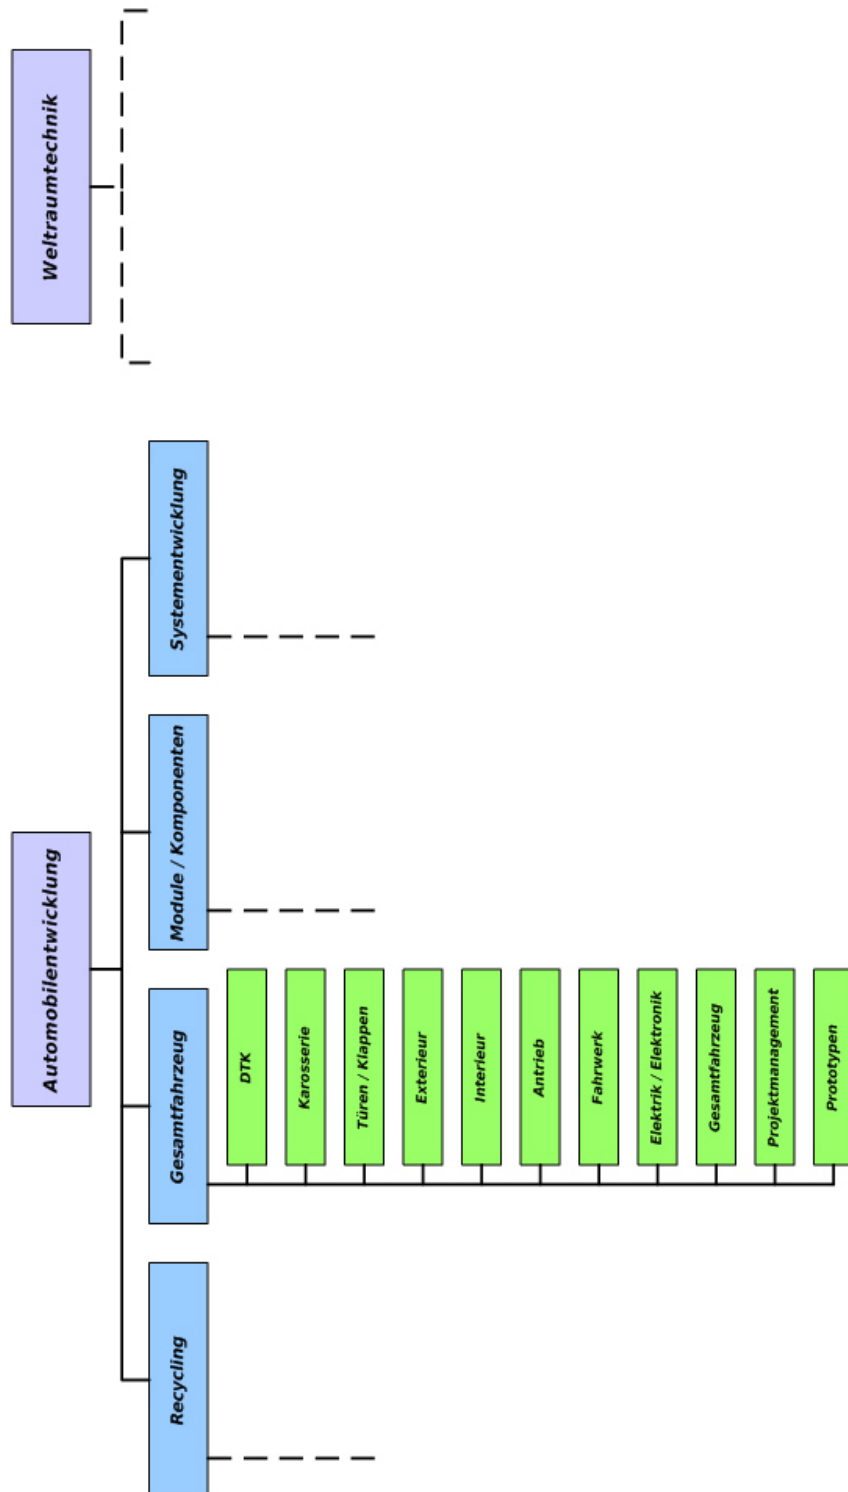 Automobilentwicklung
Weltraumtechnik
Recycling
Gesamtfahrzeug
Module / Komponenten
Systementwicklung
DTK
Karosserie
Türen / Klappen
Exterieur
Interieur
Antrieb
Fahrwerk
Elektrik / Elektronik
Gesamtfahrzeug
Projektmanagement
Prototypen